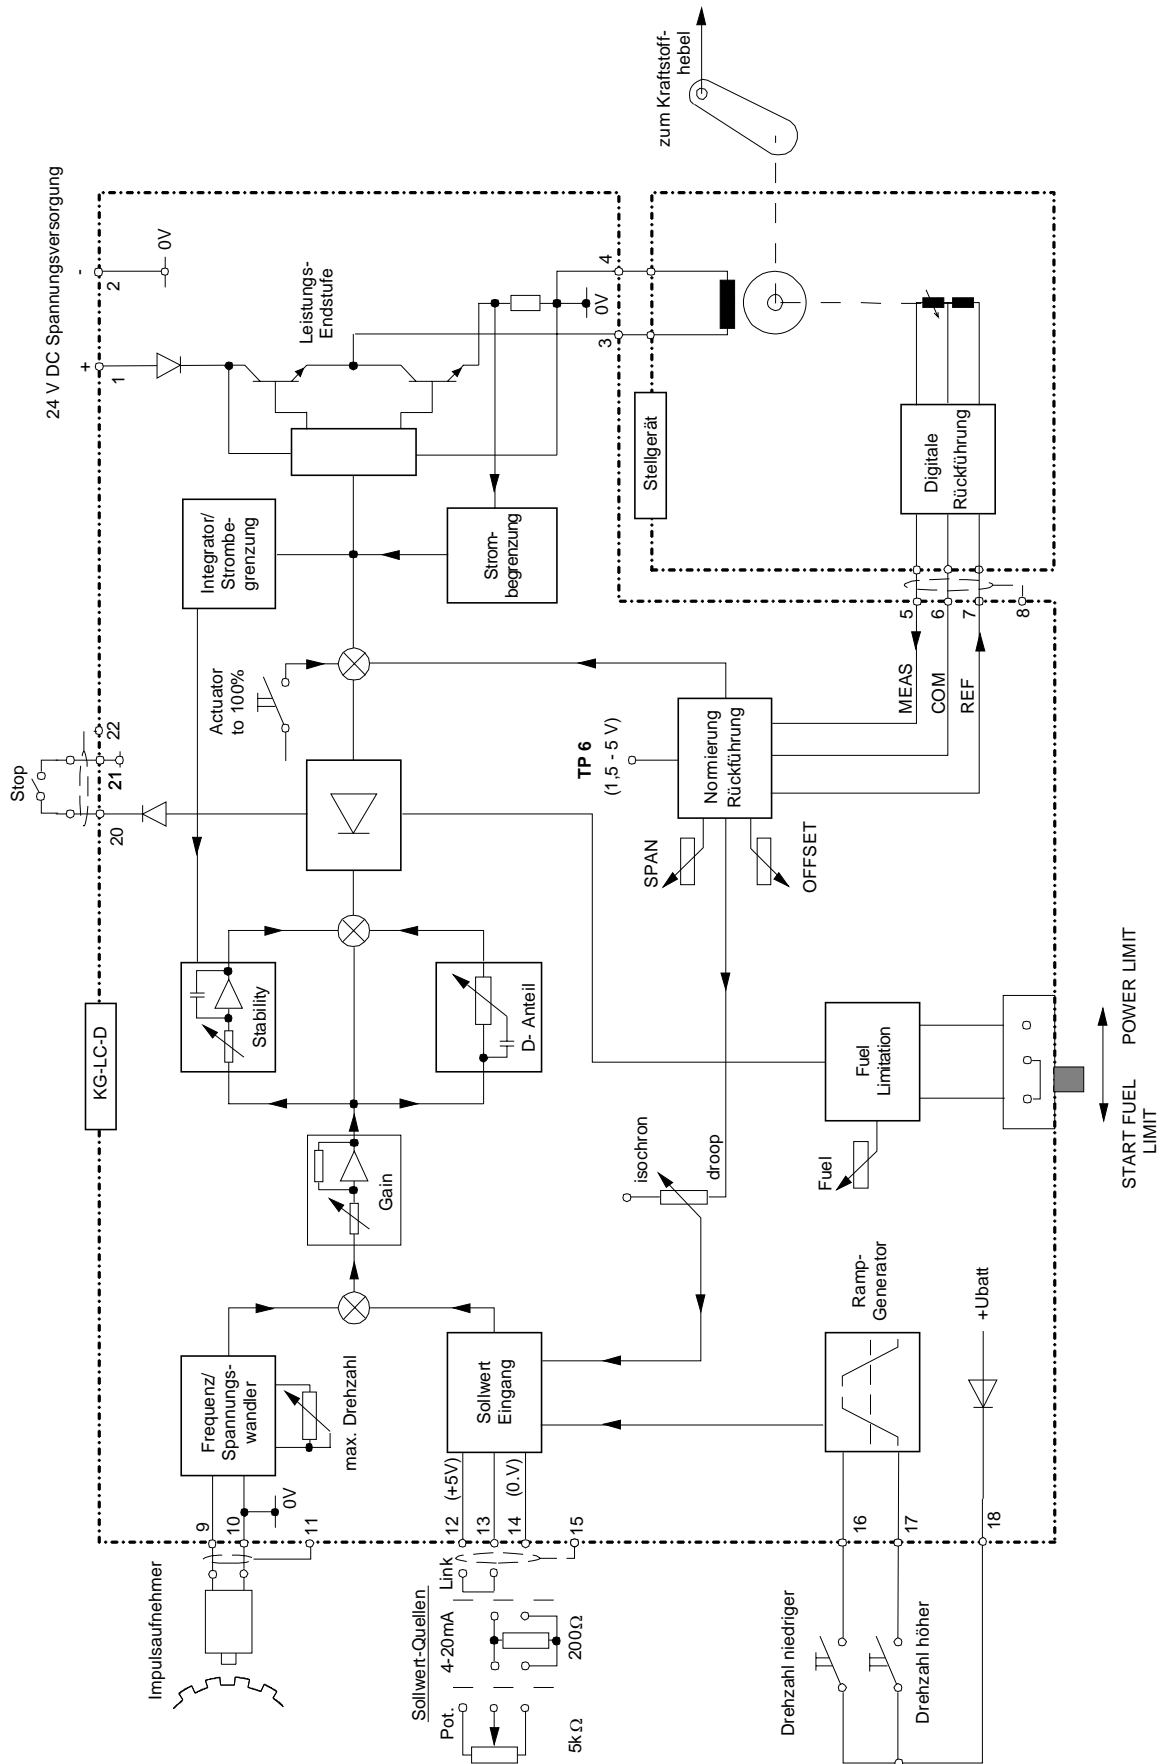 Impulsaufnehmer
9
10
11
0V
Frequenz/
Spannungs-
wandler
max. Drehzahl
Gain
KG-LC-D
Stability
D- Anteil
Stop
20
21
22
Actuator
to 100%
Integrator/
Strombe-
grenzung
Strom-
begrenzung
24 V DC Spannungsversorgung
+
-
1
2
0V
Leistungs-
Endstufe
3
4
0V
Sollwert-Quellen
Pot.
4-20mA
Link
5kΩ
200Ω
12
13
14
15
(+5V)
(0.V)
Sollwert
Eingang
isochron
droop
SPAN
OFFSET
TP 6
(1,5 - 5 V)
Normierung
Rückführung
MEAS
COM
REF
5
6
7
8
Stellgerät
Digitale
Rückführung
zum Kraftstoff-
hebel
Drehzahl niedriger
Drehzahl höher
16
17
18
Ramp-
Generator
+Ubatt
Fuel
Fuel
Limitation
START FUEL
LIMIT
POWER LIMIT